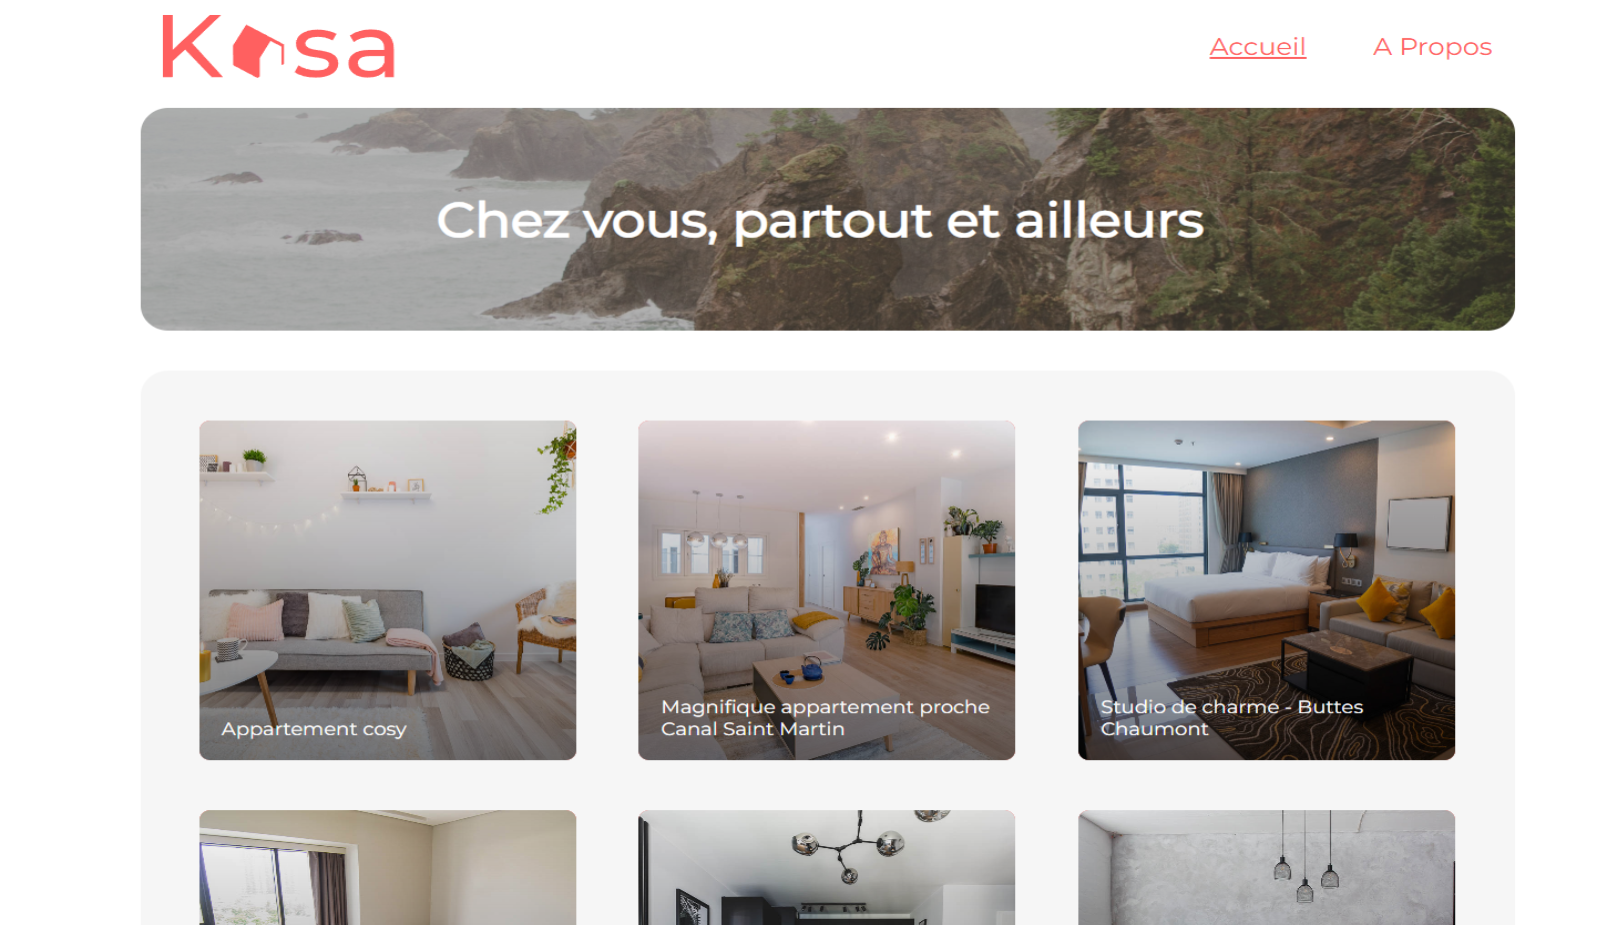 Kasa
Accueil
A Propos
Chez vous, partout et ailleurs
Appartement cosy
Magnifique appartement proche
Canal Saint Martin
Studio de charme - Buttes
Chaumont